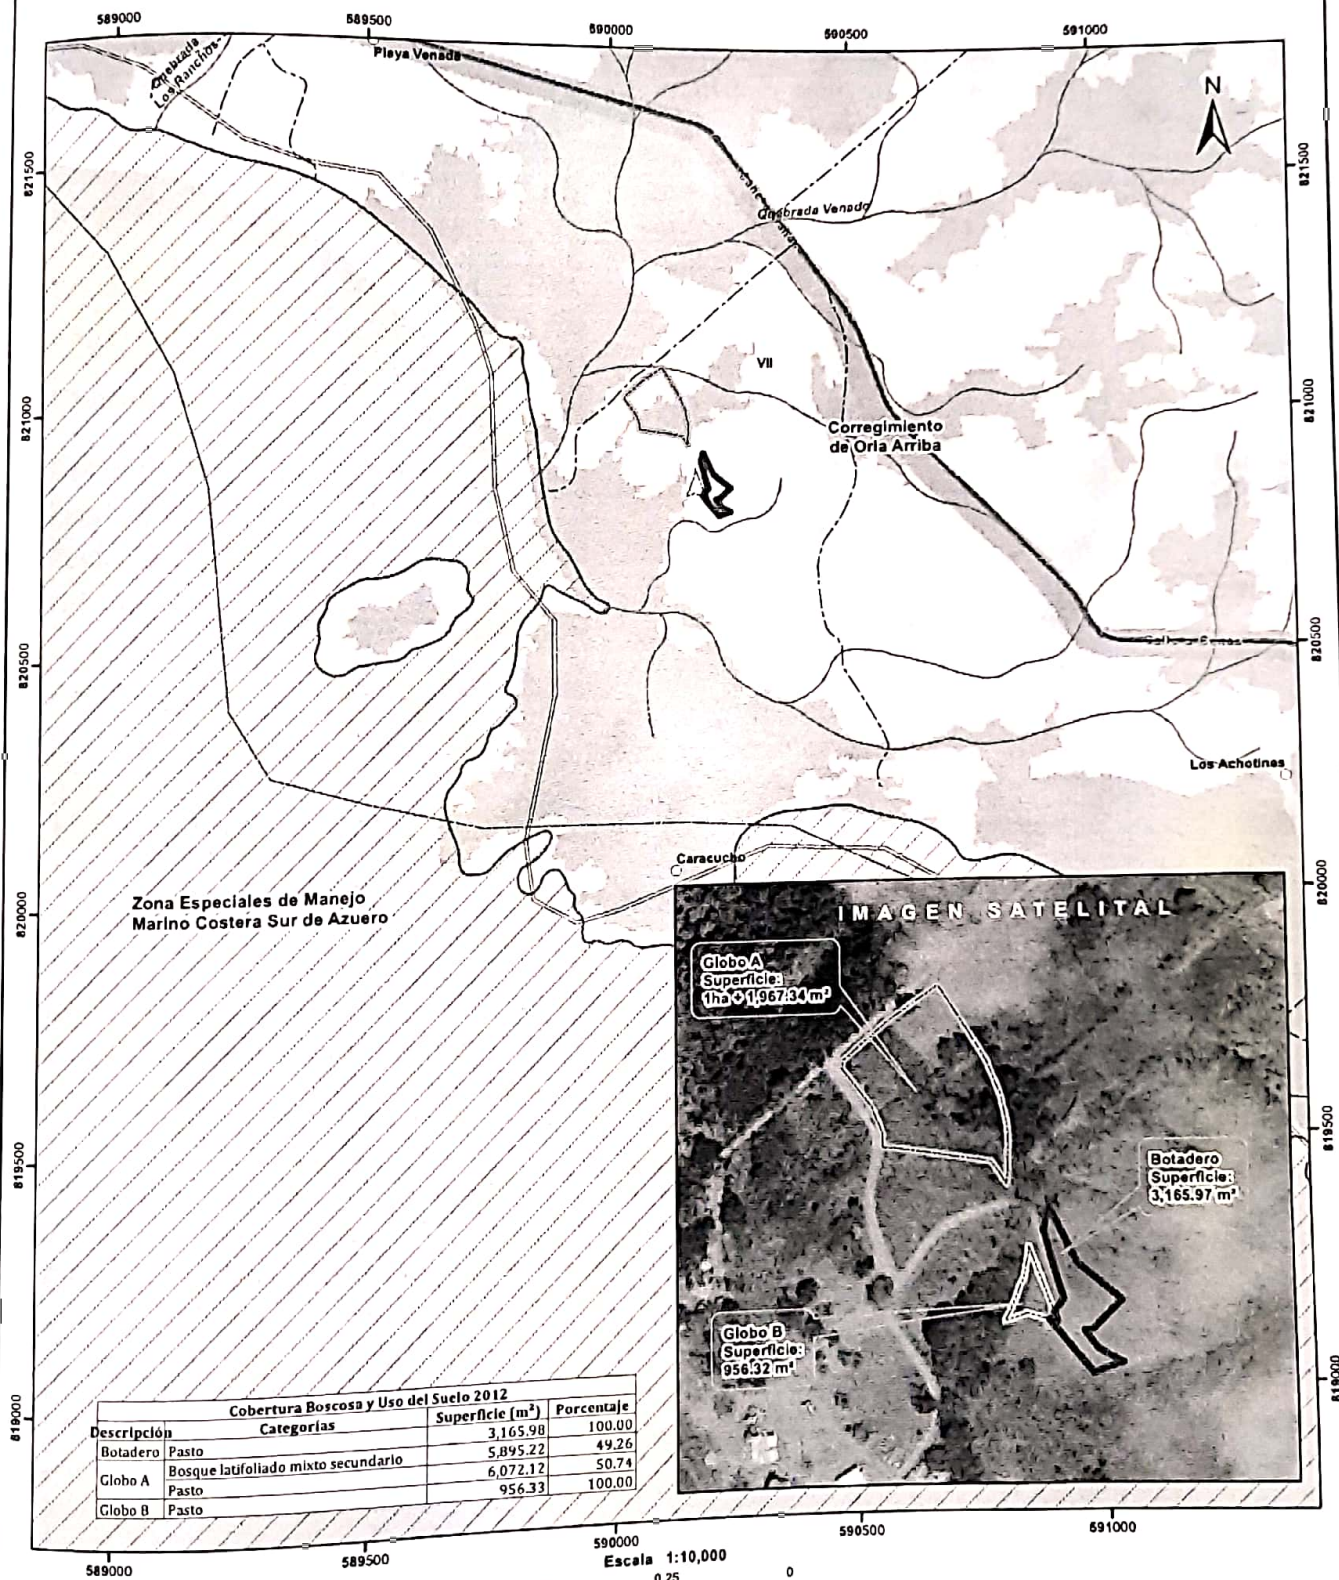 589000
589500
590000
590500
591000
Playa Venada
Quebrada
Los Ranchos
N
821500
821500
Quebrada Venado
VII
821000
821000
Corregimiento
de Oria Arriba
820500
820500
Los Achotines
Caracucho
820000
820000
Zona Especiales de Manejo
Marino Costera Sur de Azuero
IMAGEN SATELITAL
Globo A
Superficie:
1ha + 1,967.34 m²
819500
819500
Botadero
Superficie:
3,165.97 m²
Globo B
Superficie:
956.32 m²
819000
819000
Cobertura Boscosa y Uso del Suelo 2012
Descripción Categorías Superficie (m²) Porcentaje
Botadero Pasto 3,165.98 100.00
Globo A Bosque latifoliado mixto secundario 5,895.22 49.26
Pasto 6,072.12 50.74
Globo B Pasto 956.33 100.00
589000
589500
590000
590500
591000
Escala 1:10,000
0.25
0